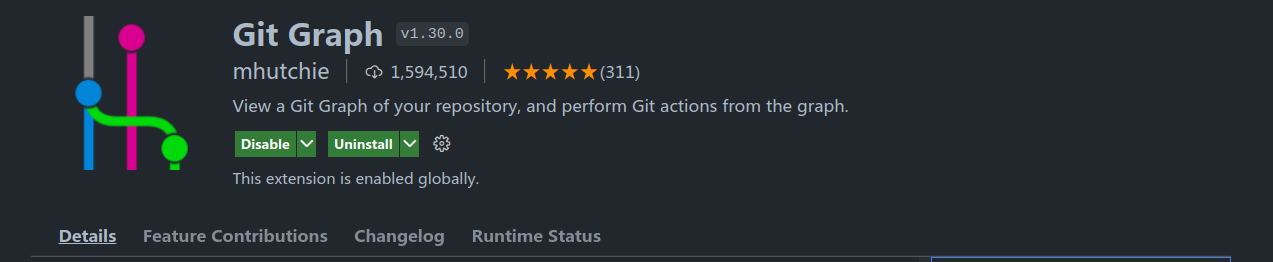 Git Graph v1.30.0
mhutchie 1,594,510 ★★★★★(311)
View a Git Graph of your repository, and perform Git actions from the graph.
Disable Uninstall
This extension is enabled globally.
Details Feature Contributions Changelog Runtime Status